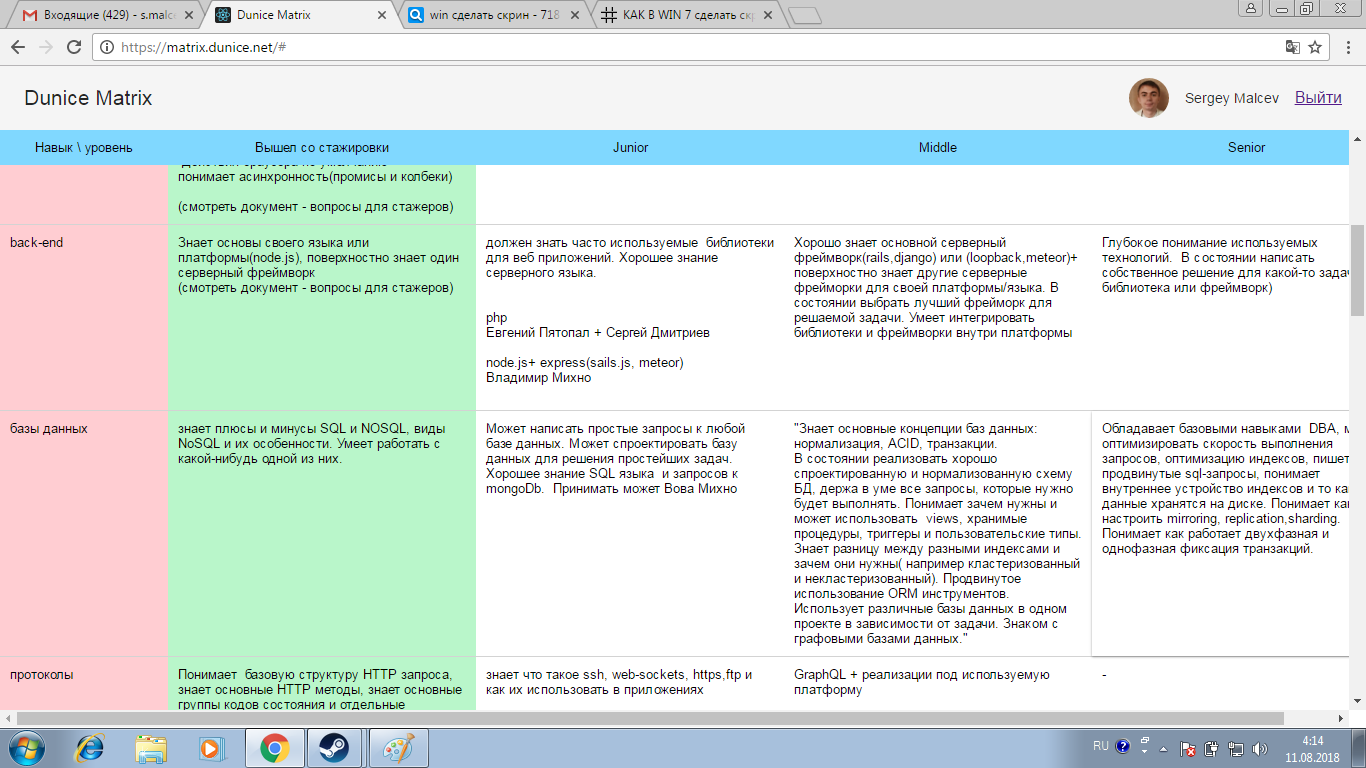 Входящие (429) - s.malce
Dunice Matrix
win сделать скрин - 718
КАК В WIN 7 сделать скр
https://matrix.dunice.net/#
Dunice Matrix
Sergey Malcev
Выйти
Навык \ уровень
Вышел со стажировки
Junior
Middle
Senior
понимает асинхронность(промисы и колбеки)
(смотреть документ - вопросы для стажеров)
back-end
Знает основы своего языка или
платформы(node.js), поверхностно знает один
серверный фреймворк
(смотреть документ - вопросы для стажеров)
должен знать часто используемые библиотеки
для веб приложений. Хорошее знание
серверного языка.
php
Евгений Пятопал + Сергей Дмитриев
node.js+ express(sails.js, meteor)
Владимир Михно
Хорошо знает основной серверный
фреймворк(rails,django) или (loopback,meteor)+
поверхностно знает другие серверные
фрейморки для своей платформы/языка. В
состоянии выбрать лучший фрейморк для
решаемой задачи. Умеет интегрировать
библиотеки и фреймворки внутри платформы
Глубокое понимание используемых
технологий. В состоянии написать
собственное решение для какой-то задач
библиотека или фреймворк)
базы данных
знает плюсы и минусы SQL и NOSQL, виды
NoSQL и их особенности. Умеет работать с
какой-нибудь одной из них.
Может написать простые запросы к любой
базе данных. Может спроектировать базу
данных для решения простейших задач.
Хорошее знание SQL языка и запросов к
mongoDb. Принимать может Вова Михно
"Знает основные концепции баз данных:
нормализация, ACID, транзакции.
В состоянии реализовать хорошо
спроектированную и нормализованную схему
БД, держа в уме все запросы, которые нужно
будет выполнять. Понимает зачем нужны и
может использовать views, хранимые
процедуры, триггеры и пользовательские типы.
Знает разницу между разными индексами и
зачем они нужны( например кластеризованный
и некластеризованный). Продвинутое
использование ORM инструментов.
Использует различные базы данных в одном
проекте в зависимости от задачи. Знаком с
графовыми базами данных."
Обладавает базовыми навыками DBA, м
оптимизировать скорость выполнения
запросов, оптимизацию индексов, пишет
продвинутые sql-запросы, понимает
внутреннее устройство индексов и то ка
данные хранятся на диске. Понимает ка
настроить mirroring, replication,sharding.
Понимает как работает двухфазная и
однофазная фиксация транзакций.
протоколы
Понимает базовую структуру HTTP запроса,
знает основные HTTP методы, знает основные
группы кодов состояния и отдельные
знает что такое ssh, web-sockets, https,ftp и
как их использовать в приложениях
GraphQL + реализации под используемую
платформу
-
RU
4:14
11.08.2018